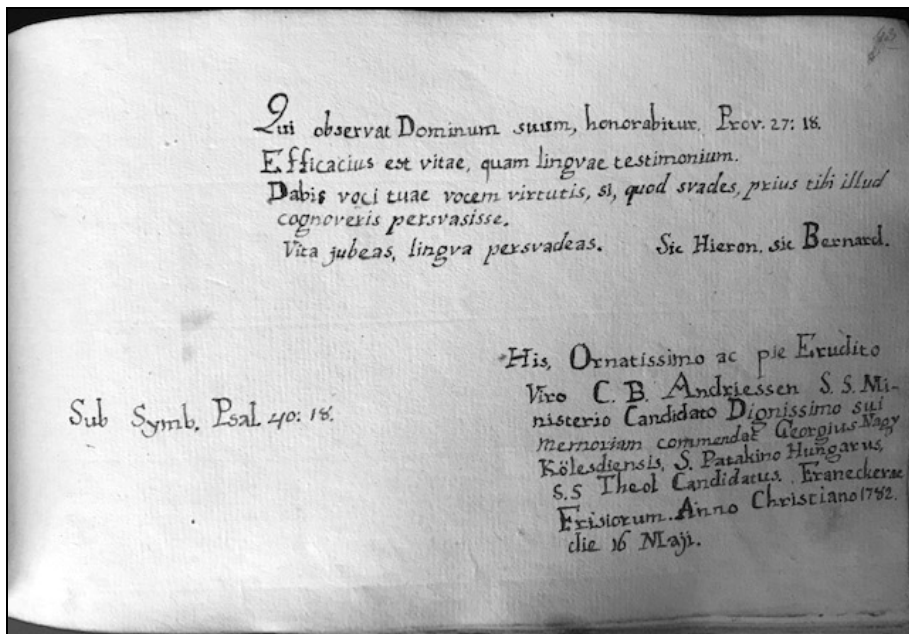 Qui observat Dominum suum, honorabitur. Prov. 27: 18.
Efficacius est vitae, quam lingvae testimonium.
Dabis voci tuae vocem virtutis, si, quod svades, prius tibi illud
cognoveris persvasisse.
Vita jubeas, lingva persvadeas. Sic Hieron. sic Bernard.
His, Ornatissimo ac pie Erudito
Viro C. B. Andriessen S. S. Mi-
nisterio Candidato Dignissimo sui
memoriam commendat Georgius Nagy
Kölesdiensis, S. Patakino Hungarus,
S.S Theol Candidatus. Franeckerae
Frisiorum. Anno Christiano 1782.
die 16 Maji.
Sub Symb. Psal. 40: 18.